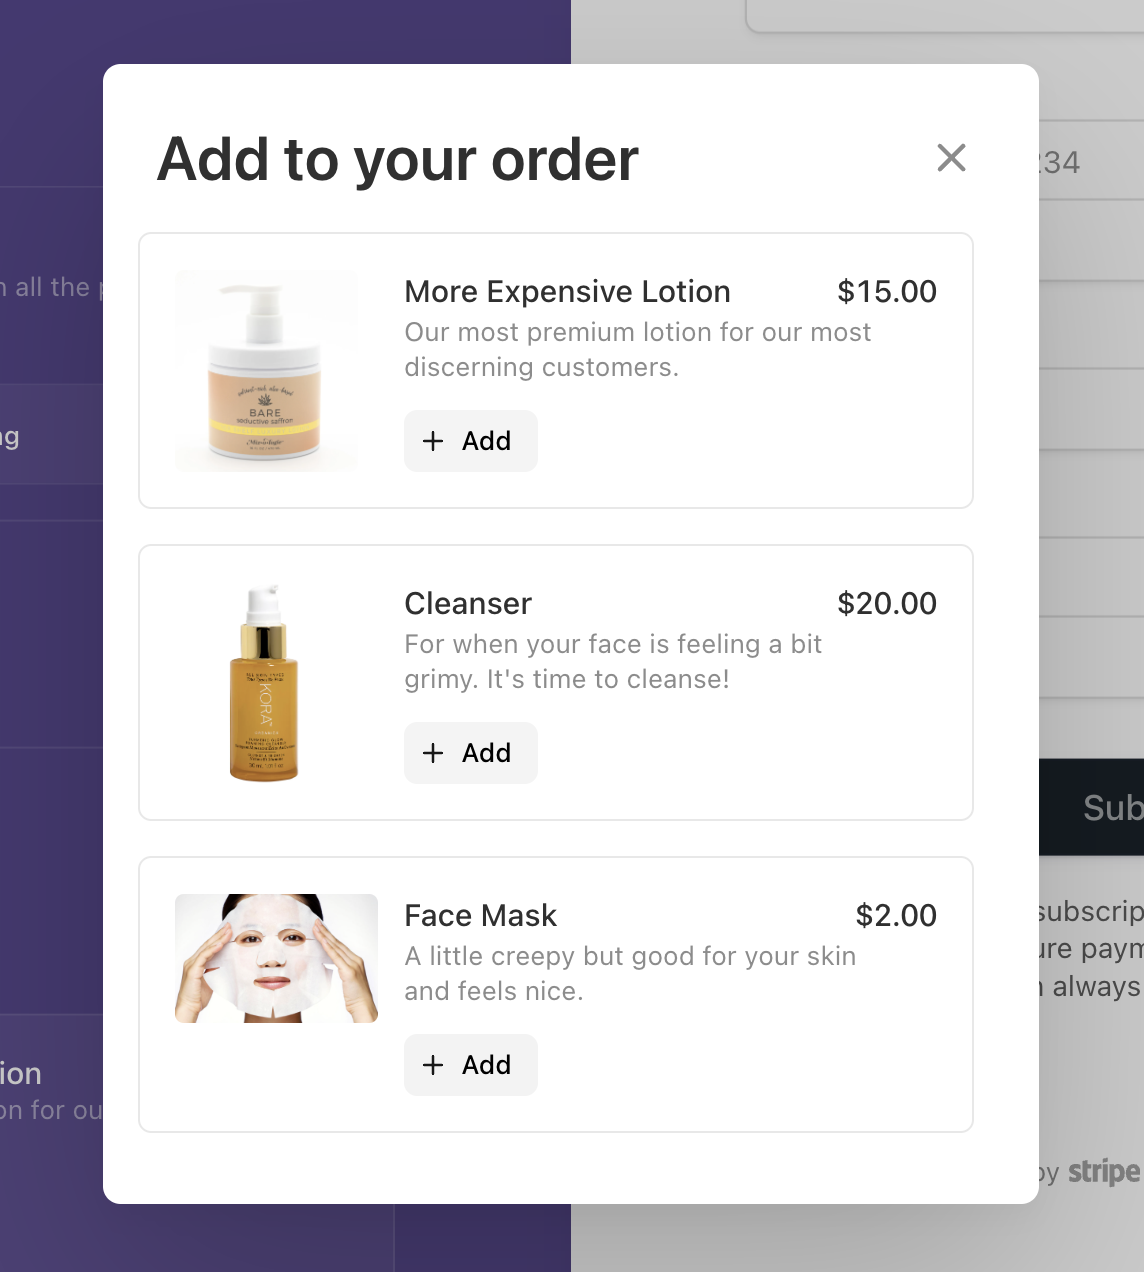 Add to your order
234
n all the
More Expensive Lotion
$15.00
Our most premium lotion for our most
discerning customers.
BARE
seductive saffron
ng
+ Add
Cleanser
$20.00
For when your face is feeling a bit
grimy. It's time to cleanse!
KORA
+ Add
Sub
Face Mask
$2.00
A little creepy but good for your skin
and feels nice.
subscrip
ure paym
n always
+ Add
ion
on for ou
by stripe